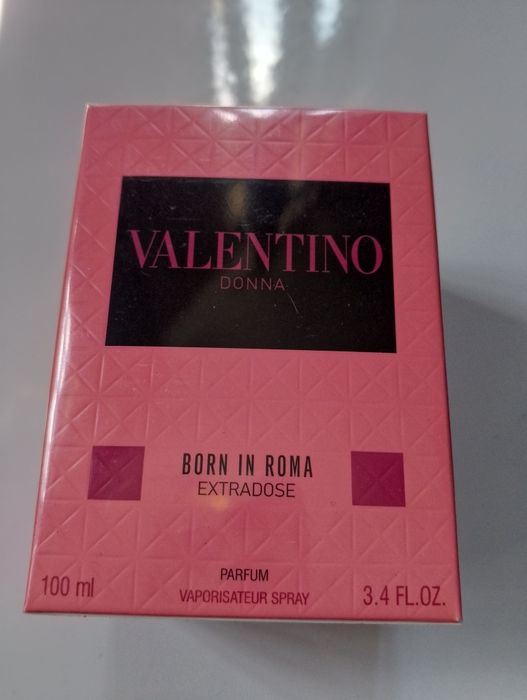 VALENTINO
DONNA
BORN IN ROMA
EXTRADOSE
PARFUM
100 ml VAPORISATEUR SPRAY 3.4 FL.OZ.